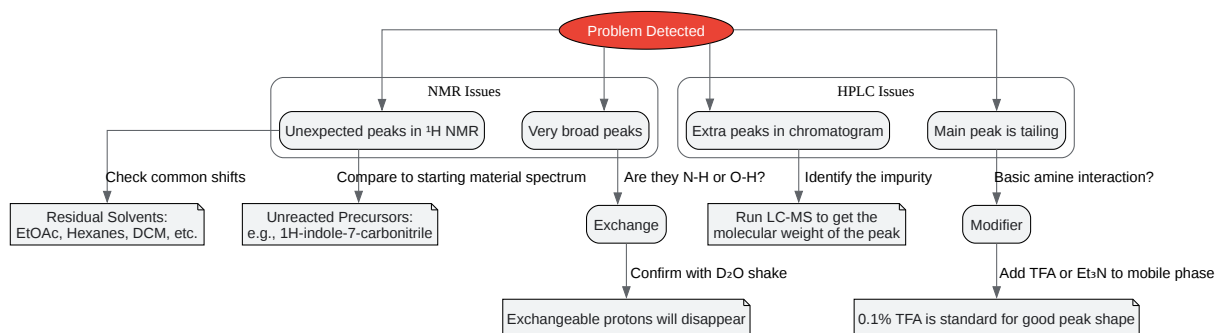 Problem Detected
NMR Issues
HPLC Issues
Unexpected peaks in ¹H NMR
Very broad peaks
Extra peaks in chromatogram
Main peak is tailing
Check common shifts
Compare to starting material spectrum
Are they N-H or O-H?
Identify the impurity
Basic amine interaction?
Residual Solvents:
EtOAc, Hexanes, DCM, etc.
Unreacted Precursors:
e.g., 1H-indole-7-carbonitrile
Exchange
Run LC-MS to get the
molecular weight of the peak
Modifier
Confirm with D₂O shake
Add TFA or Et₃N to mobile phase
Exchangeable protons will disappear
0.1% TFA is standard for good peak shape